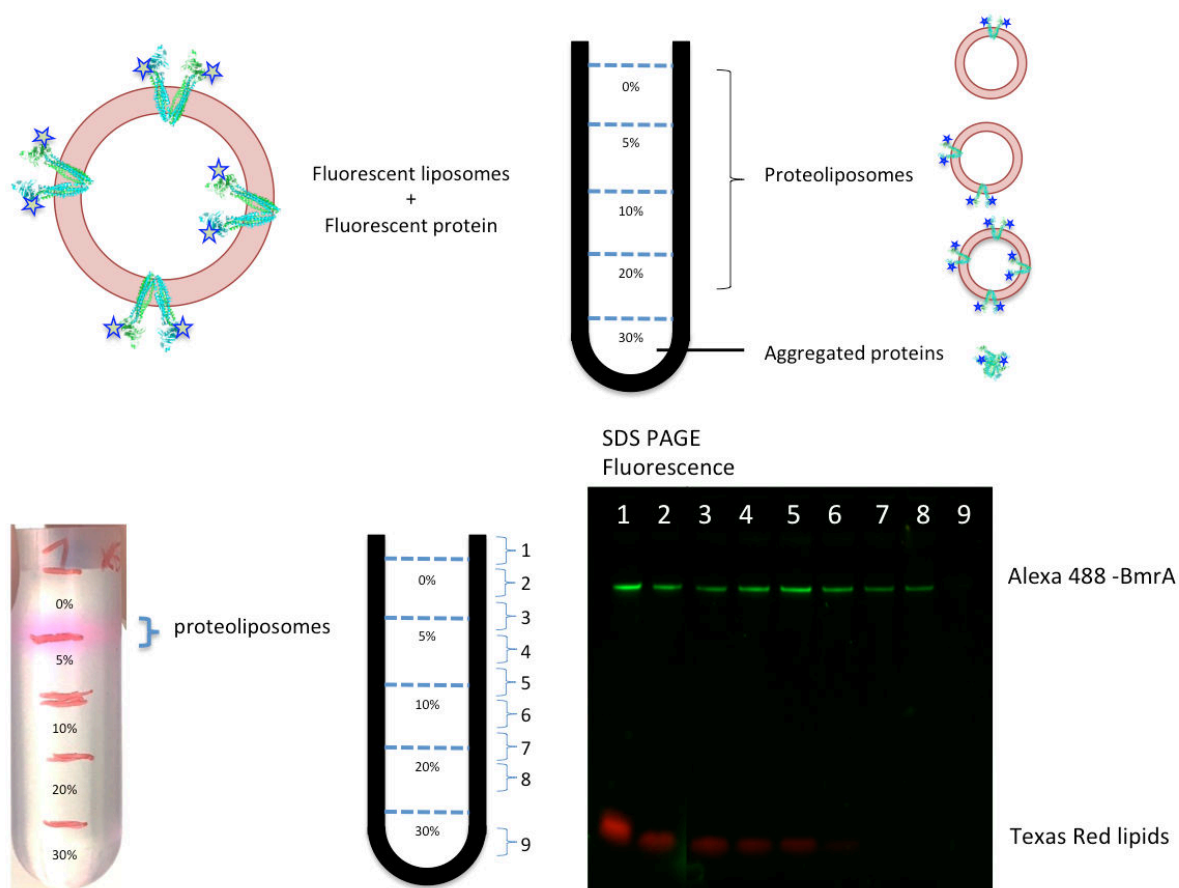 Fluorescent liposomes
+
Fluorescent protein
0%
5%
10%
20%
30%
Proteoliposomes
Aggregated proteins
0%
5%
10%
20%
30%
proteoliposomes
0%
5%
10%
20%
30%
1
2
3
4
5
6
7
8
9
SDS PAGE
Fluorescence
1 2 3 4 5 6 7 8 9
Alexa 488 -BmrA
Texas Red lipids